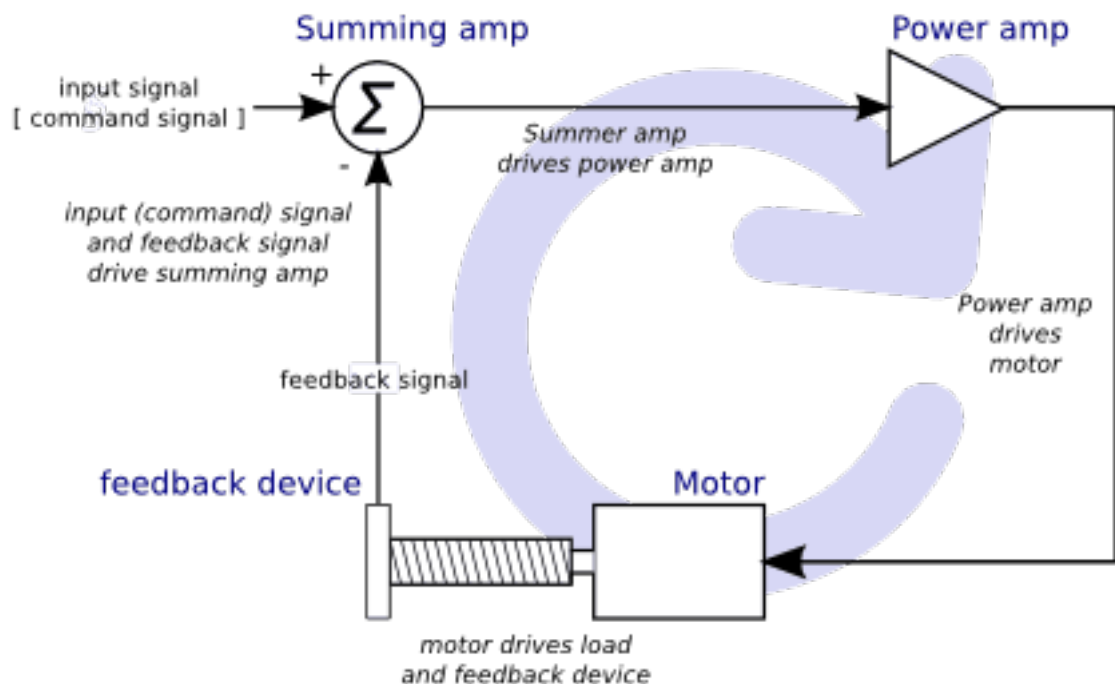 Summing amp
Power amp
input signal
[ command signal ]
+
Σ
-
Summer amp
drives power amp
input (command) signal
and feedback signal
drive summing amp
Power amp
drives
motor
feedback signal
feedback device
Motor
motor drives load
and feedback device